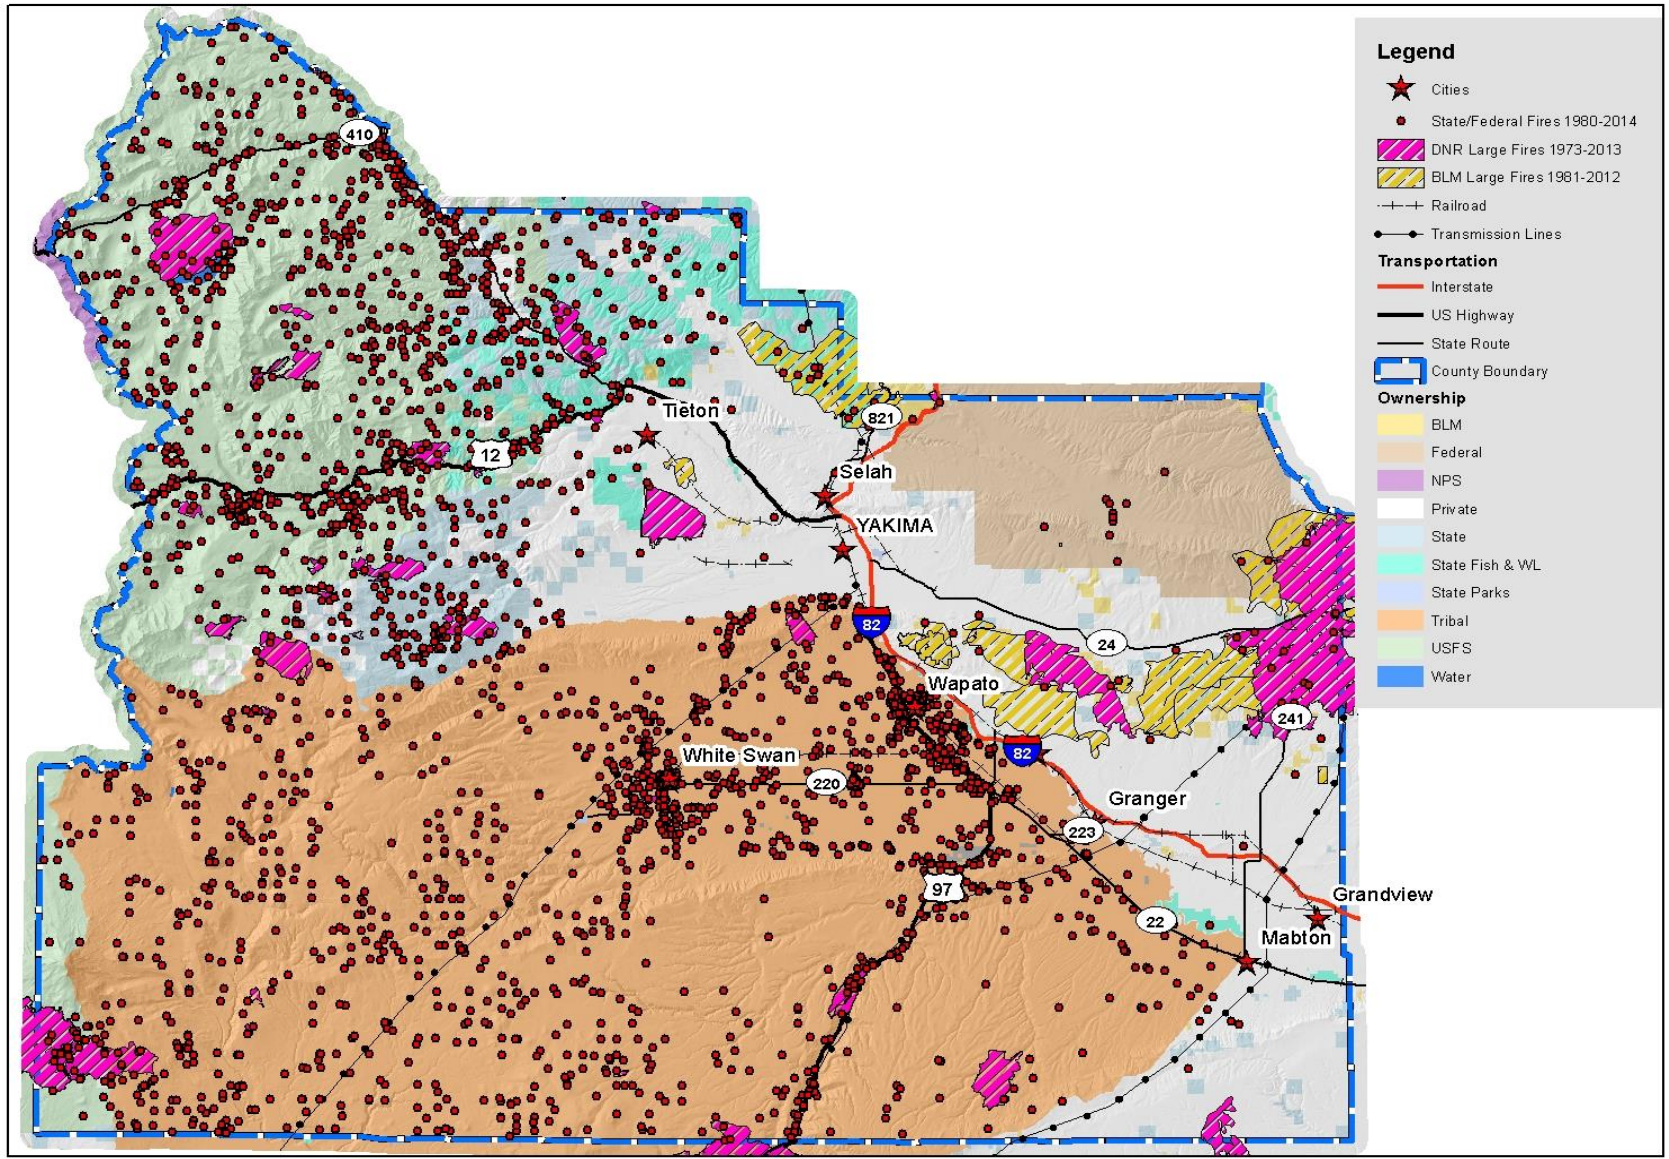 410
Tieton
821
12
Selah
YAKIMA
82
24
Wapato
241
White Swan
82
220
Granger
223
97
Grandview
22
Mabton
Legend
Cities
State/Federal Fires 1980-2014
DNR Large Fires 1973-2013
BLM Large Fires 1981-2012
Railroad
Transmission Lines
Transportation
Interstate
US Highway
State Route
County Boundary
Ownership
BLM
Federal
NPS
Private
State
State Fish & WL
State Parks
Tribal
USFS
Water